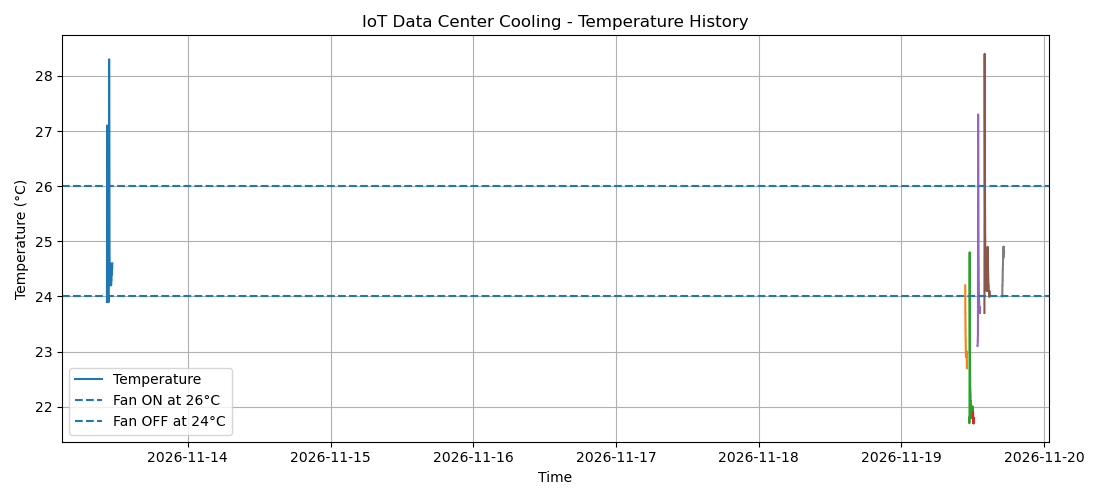 IoT Data Center Cooling - Temperature History
Temperature (°C)
28
27
26
25
24
23
22
Temperature
Fan ON at 26°C
Fan OFF at 24°C
2026-11-14
2026-11-15
2026-11-16
2026-11-17
2026-11-18
2026-11-19
2026-11-20
Time